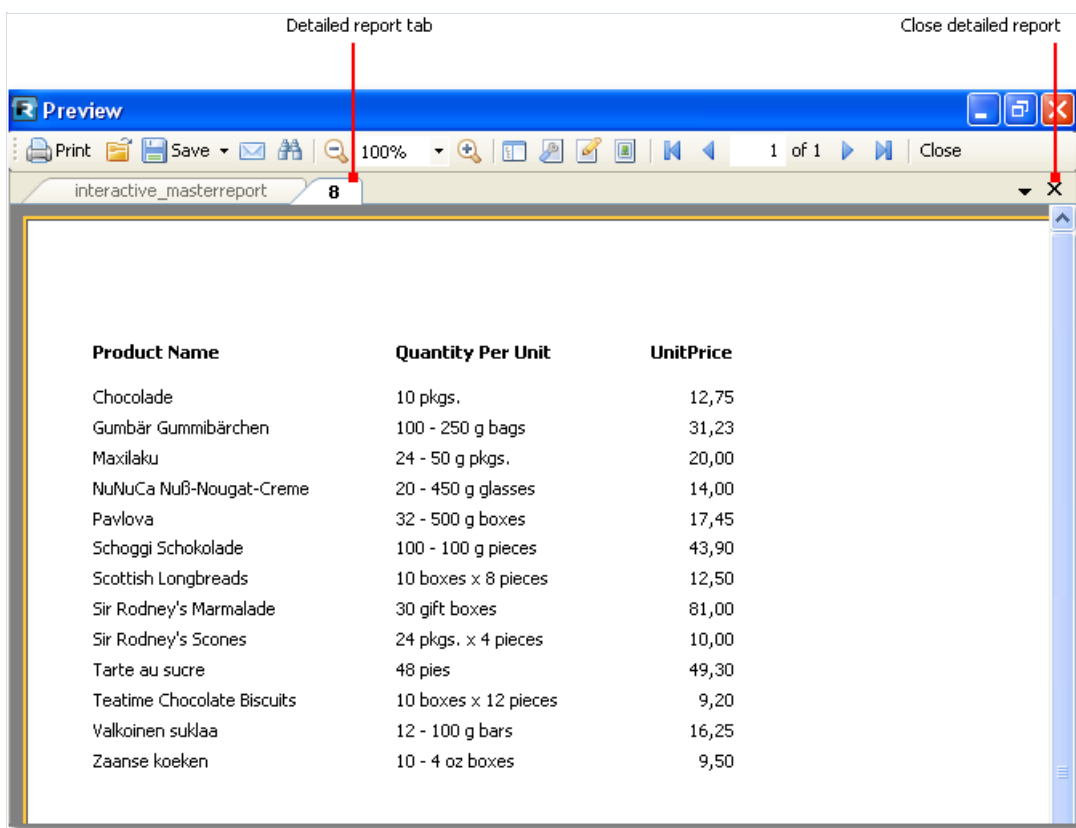 Detailed report tab Close detailed report
Preview
Print Save 100% 1 of 1 Close
interactive_masterreport 8
Product Name Quantity Per Unit UnitPrice
Chocolade 10 pkgs. 12,75
Gumbär Gummibärchen 100 - 250 g bags 31,23
Maxilaku 24 - 50 g pkgs. 20,00
NuNuCa Nuß-Nougat-Creme 20 - 450 g glasses 14,00
Pavlova 32 - 500 g boxes 17,45
Schoggi Schokolade 100 - 100 g pieces 43,90
Scottish Longbreads 10 boxes x 8 pieces 12,50
Sir Rodney's Marmalade 30 gift boxes 81,00
Sir Rodney's Scones 24 pkgs. x 4 pieces 10,00
Tarte au sucre 48 pies 49,30
Teatime Chocolate Biscuits 10 boxes x 12 pieces 9,20
Valkoinen suklaa 12 - 100 g bars 16,25
Zaanse koeken 10 - 4 oz boxes 9,50